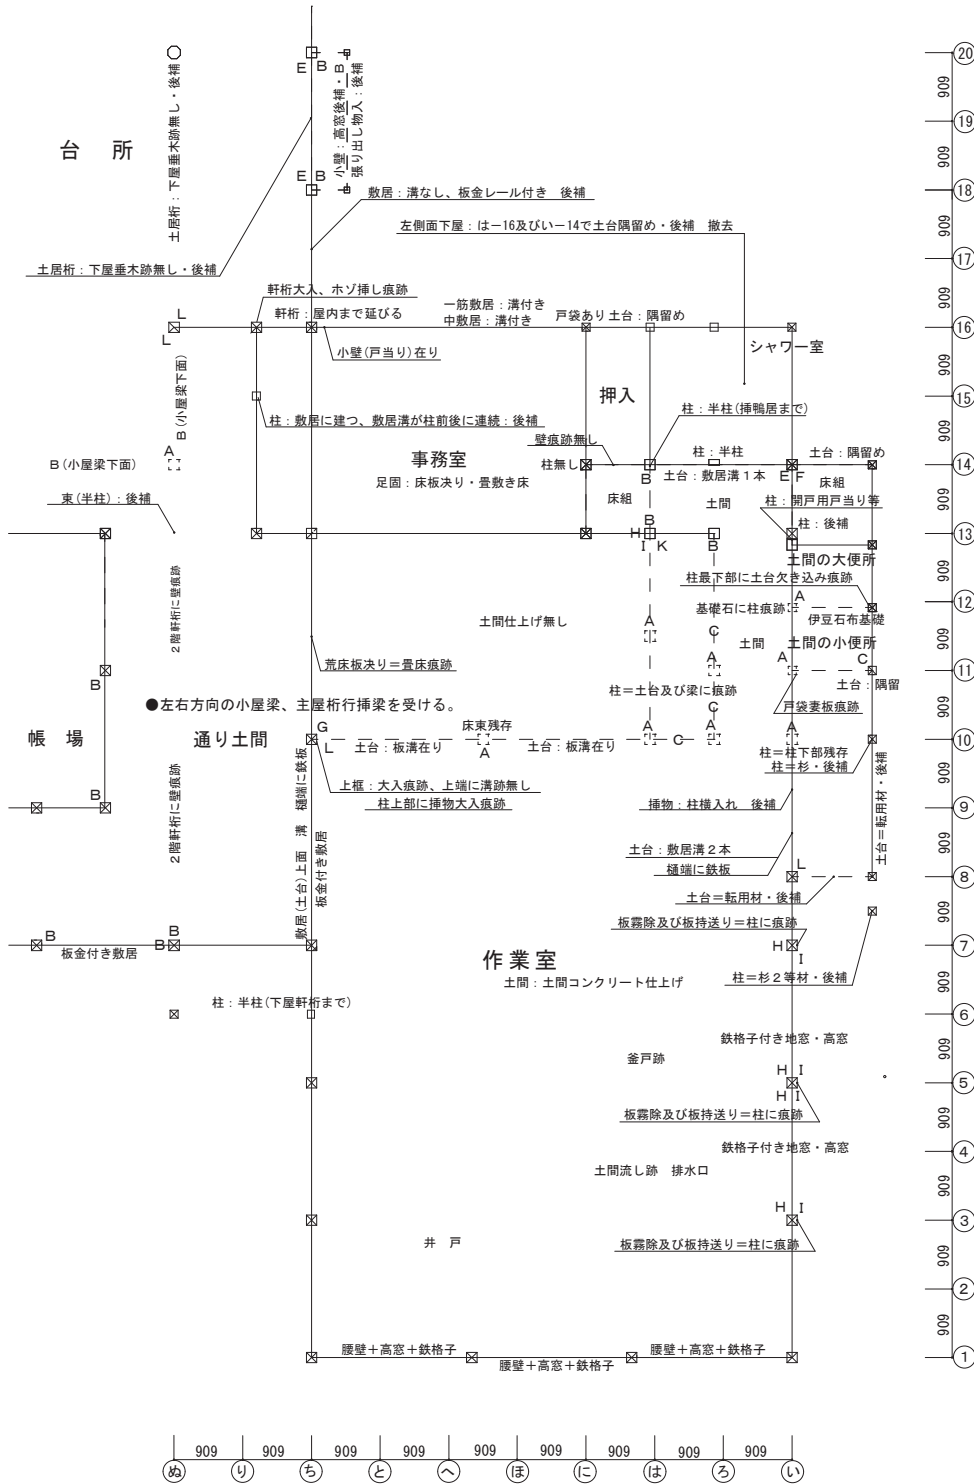 20
909
E B
土居桁：下屋垂木跡無し・後補
小壁：高窓後補・B
張り出し物入：後補
19
台　所
909
E B
敷居：溝なし、板金レール付き　後補
18
左側面下屋：は−16及びい−14で土台隅留め・後補　撤去
909
土居桁：下屋垂木跡無し・後補
17
軒桁大入、ホゾ挿し痕跡
909
L
軒桁：屋内まで延びる
一筋敷居：溝付き
中敷居：溝付き
戸袋あり
土台：隅留め
16
L
小壁(戸当り)在り
シャワー室
B(小屋梁下面)
909
押入
15
柱：敷居に建つ、敷居溝が柱前後に連続：後補
柱：半柱(挿鴨居まで)
909
A
壁痕跡無し
B(小屋梁下面)
事務室
柱無し
柱：半柱
土台：隅留め
14
足固：床板決り・畳敷き床
B
土台：敷居溝１本
E F
床組
束(半柱)：後補
床組
土間
柱：開戸用戸当り等
909
B
柱：後補
H
13
I K
B
土間の大便所
909
柱最下部に土台欠き込み痕跡
2階軒桁に壁痕跡
A
基礎石に柱痕跡
12
土間仕上げ無し
A
伊豆石布基礎
C
土間
土間の小便所
909
荒床板決り＝畳床痕跡
A
A
C
11
B
柱＝土台及び梁に痕跡
土台：隅留
●左右方向の小屋梁、主屋桁行挿梁を受ける。
C
戸袋妻板痕跡
909
帳　場
通り土間
G
床束残存
A
A
A
10
L
土台：板溝在り
A
土台：板溝在り
C
柱＝柱下部残存
柱＝杉・後補
上框：大入痕跡、上端に溝跡無し
909
B
柱上部に挿物大入痕跡
挿物：柱横入れ　後補
9
2階軒桁に壁痕跡
敷居(土台)上面　溝　樋端に鉄板
板金付き敷居
土台＝転用材・後補
土台：敷居溝２本
909
樋端に鉄板
L
8
土台＝転用材・後補
909
B
B
板霧除及び板持送り＝柱に痕跡
B
H
7
板金付き敷居
作業室
I
土間：土間コンクリート仕上げ
柱＝杉２等材・後補
909
柱：半柱(下屋軒桁まで)
6
鉄格子付き地窓・高窓
釜戸跡
909
H I
5
H I
板霧除及び板持送り＝柱に痕跡
909
鉄格子付き地窓・高窓
4
土間流し跡　排水口
909
H I
3
井　戸
板霧除及び板持送り＝柱に痕跡
909
2
909
腰壁＋高窓＋鉄格子
腰壁＋高窓＋鉄格子
腰壁＋高窓＋鉄格子
1
909 909 909 909 909 909 909 909 909
ぬ り ち と へ ほ に は ろ い